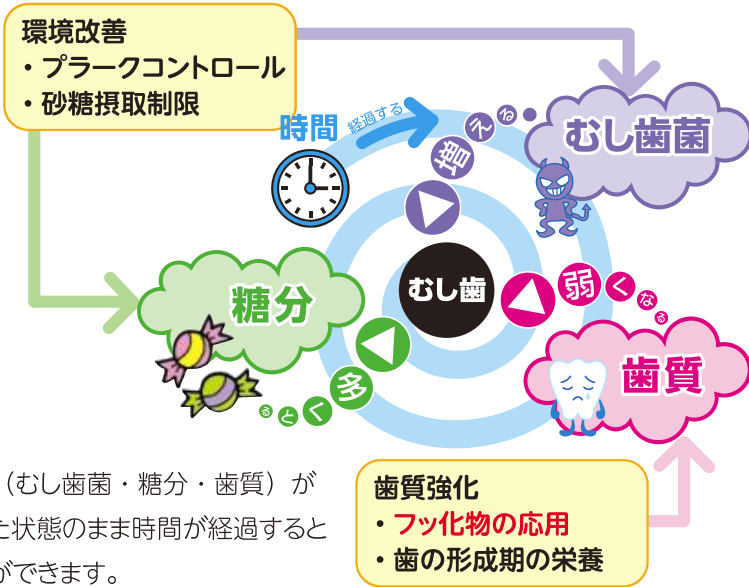 環境改善
・プラークコントロール
・砂糖摂取制限
時間
経過する
増える
むし歯菌
糖分
むし歯
弱くなる
歯質
多くとる
（むし歯菌・糖分・歯質）が
た状態のまま時間が経過すると
ができます。
歯質強化
・フッ化物の応用
・歯の形成期の栄養